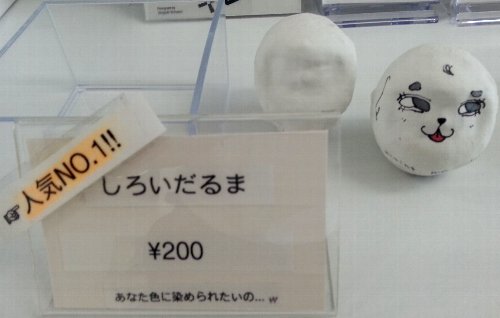 ☞人気NO.1!!
しろいだるま
¥200
あなた色に染められたいの... w